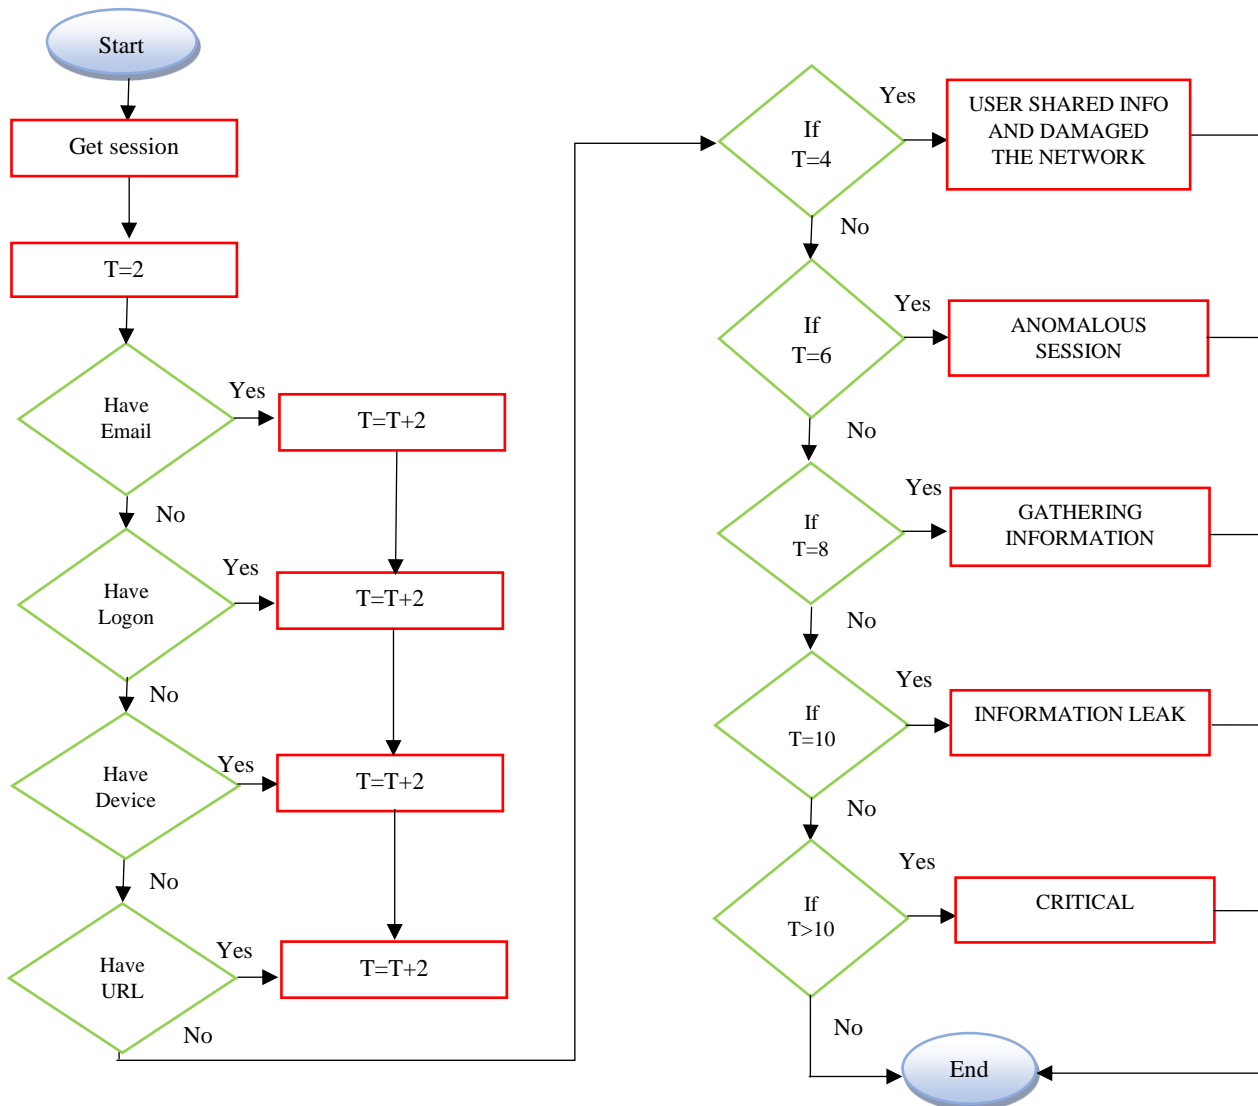 Start
Get session
T=2
Have
Email
Yes
T=T+2
No
Have
Logon
Yes
T=T+2
No
Have
Device
Yes
T=T+2
No
Have
URL
Yes
T=T+2
No
If
T=4
Yes
USER SHARED INFO
AND DAMAGED
THE NETWORK
No
If
T=6
Yes
ANOMALOUS
SESSION
No
If
T=8
Yes
GATHERING
INFORMATION
No
If
T=10
Yes
INFORMATION LEAK
No
If
T>10
Yes
CRITICAL
No
End